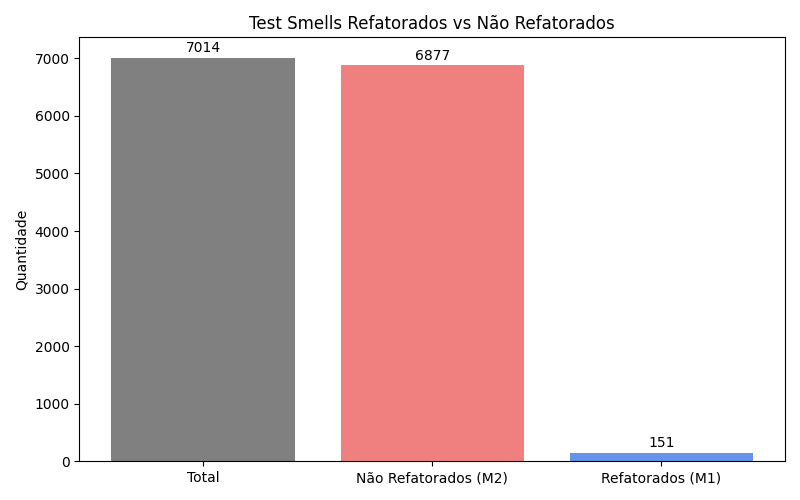 Test Smells Refatorados vs Não Refatorados
Quantidade
7000
6000
5000
4000
3000
2000
1000
0
7014
6877
151
Total
Não Refatorados (M2)
Refatorados (M1)